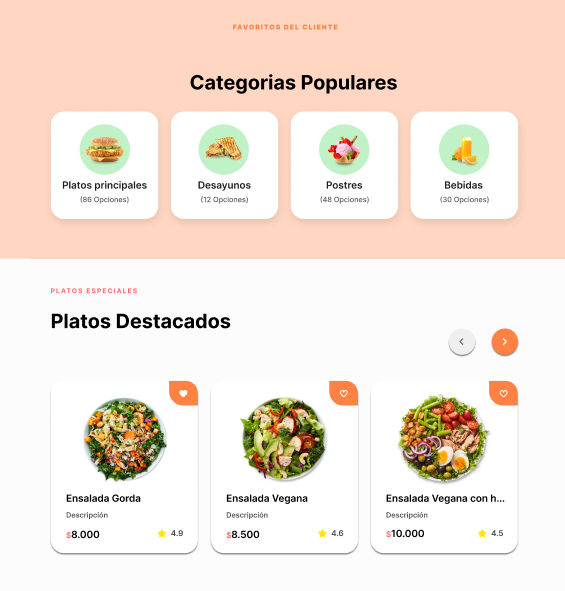 FAVORITOS DEL CLIENTE
Categorias Populares
Platos principales
(86 Opciones)
Desayunos
(12 Opciones)
Postres
(48 Opciones)
Bebidas
(30 Opciones)
PLATOS ESPECIALES
Platos Destacados
Ensalada Gorda
Descripción
$8.000
4.9
Ensalada Vegana
Descripción
$8.500
4.6
Ensalada Vegana con h...
Descripción
$10.000
4.5